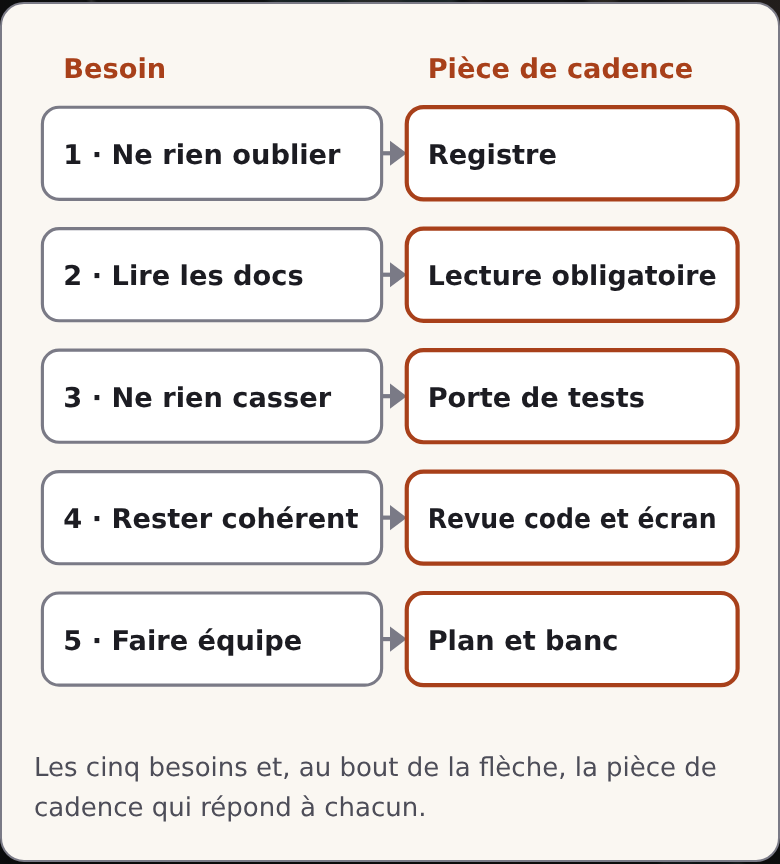 Besoin
Pièce de cadence
1 · Ne rien oublier
Registre
2 · Lire les docs
Lecture obligatoire
3 · Ne rien casser
Porte de tests
4 · Rester cohérent
Revue code et écran
5 · Faire équipe
Plan et banc
Les cinq besoins et, au bout de la flèche, la pièce de
cadence qui répond à chacun.